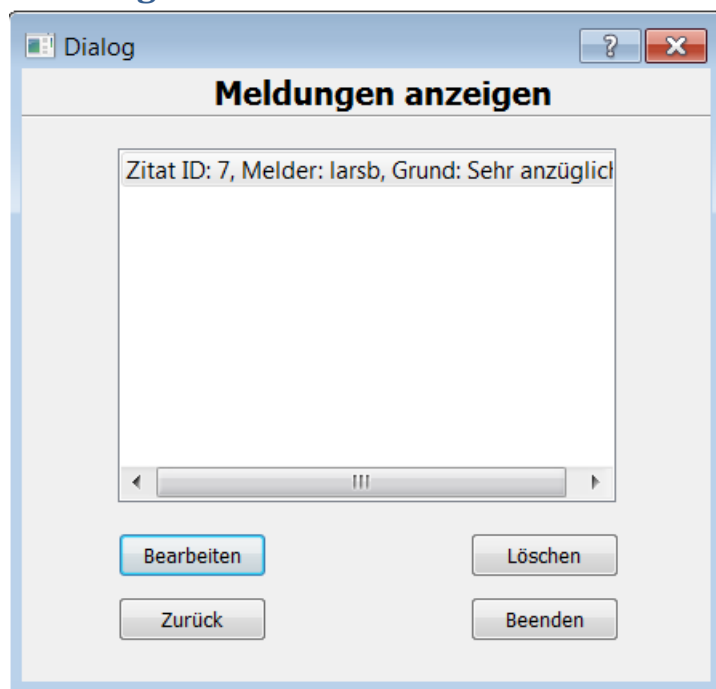 Dialog
Meldungen anzeigen
Zitat ID: 7, Melder: larsb, Grund: Sehr anzüglich
Bearbeiten
Löschen
Zurück
Beenden